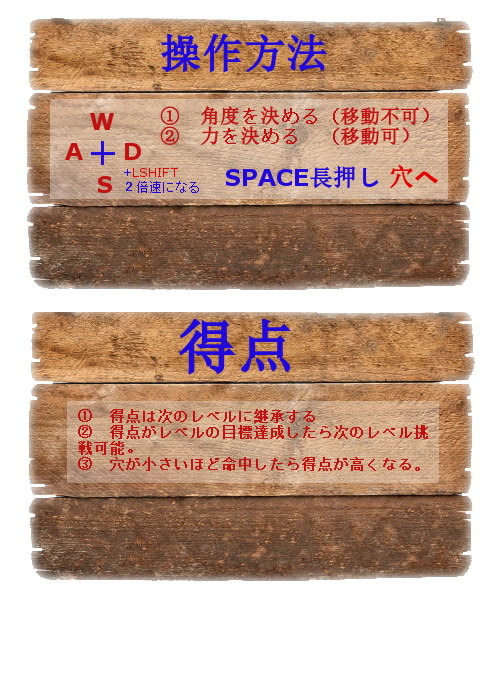 操作方法
W
A + D
S
+LSHIFT
２倍速になる
① 角度を決める（移動不可）
② 力を決める （移動可）
SPACE長押し 穴へ
得点
① 得点は次のレベルに継承する
② 得点がレベルの目標達成したら次のレベル挑
戦可能。
③ 穴が小さいほど命中したら得点が高くなる。